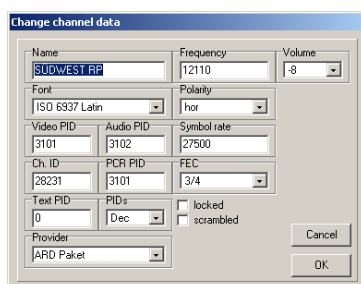 Change channel data
Name
SÜDWEST RP
Frequency
12110
Volume
-8
Font
ISO 6937 Latin
Polarity
hor
Video PID
3101
Audio PID
3102
Symbol rate
27500
Ch. ID
28231
PCR PID
3101
FEC
3/4
Text PID
0
PIDs
Dec
locked
scrambled
Provider
ARD Paket
Cancel
OK